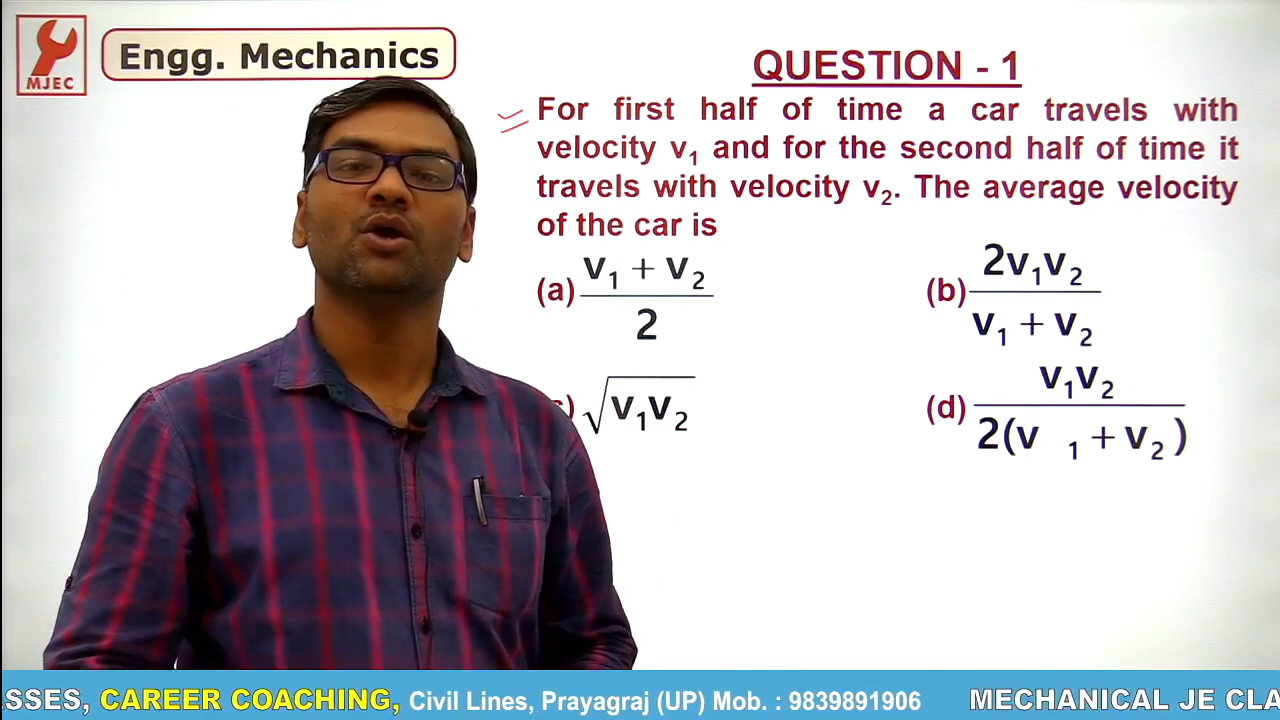 MJEC
Engg. Mechanics
QUESTION - 1
For first half of time a car travels with
velocity v₁ and for the second half of time it
travels with velocity v₂. The average velocity
of the car is
(a) v₁ + v₂
2
(b) 2v₁v₂
v₁ + v₂
) √v₁v₂
(d) v₁v₂
2(v ₁ + v₂ )
ASSES, CAREER COACHING, Civil Lines, Prayagraj (UP) Mob. : 9839891906 MECHANICAL JE CLA